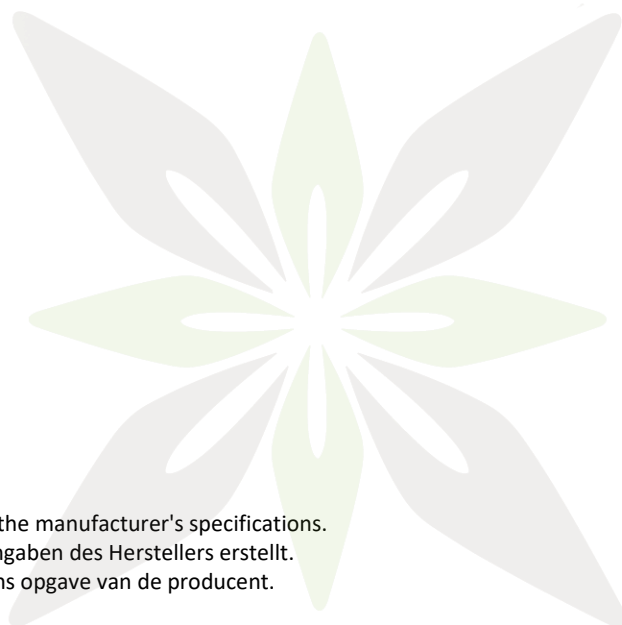 the manufacturer's specifications.
ngaben des Herstellers erstellt.
ns opgave van de producent.